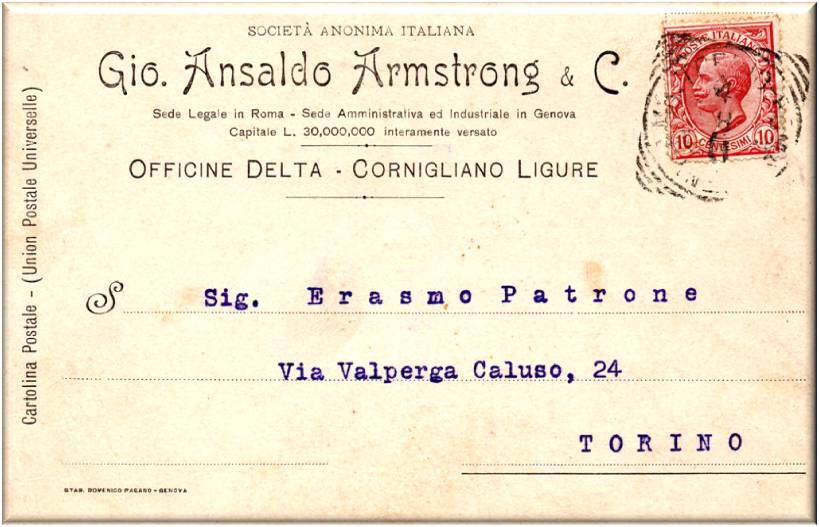 SOCIETÀ ANONIMA ITALIANA
Gio. Ansaldo Armstrong & C.
Sede Legale in Roma - Sede Amministrativa ed Industriale in Genova
Capitale L. 30,000,000 interamente versato
OFFICINE DELTA - CORNIGLIANO LIGURE
POSTE ITALIANE
10 CENTESIMI 10
Cartolina Postale - (Union Postale Universelle)
S
Sig. Erasmo Patrone
Via Valperga Caluso, 24
TORINO
STAB. DOMENICO PAGANO - GENOVA